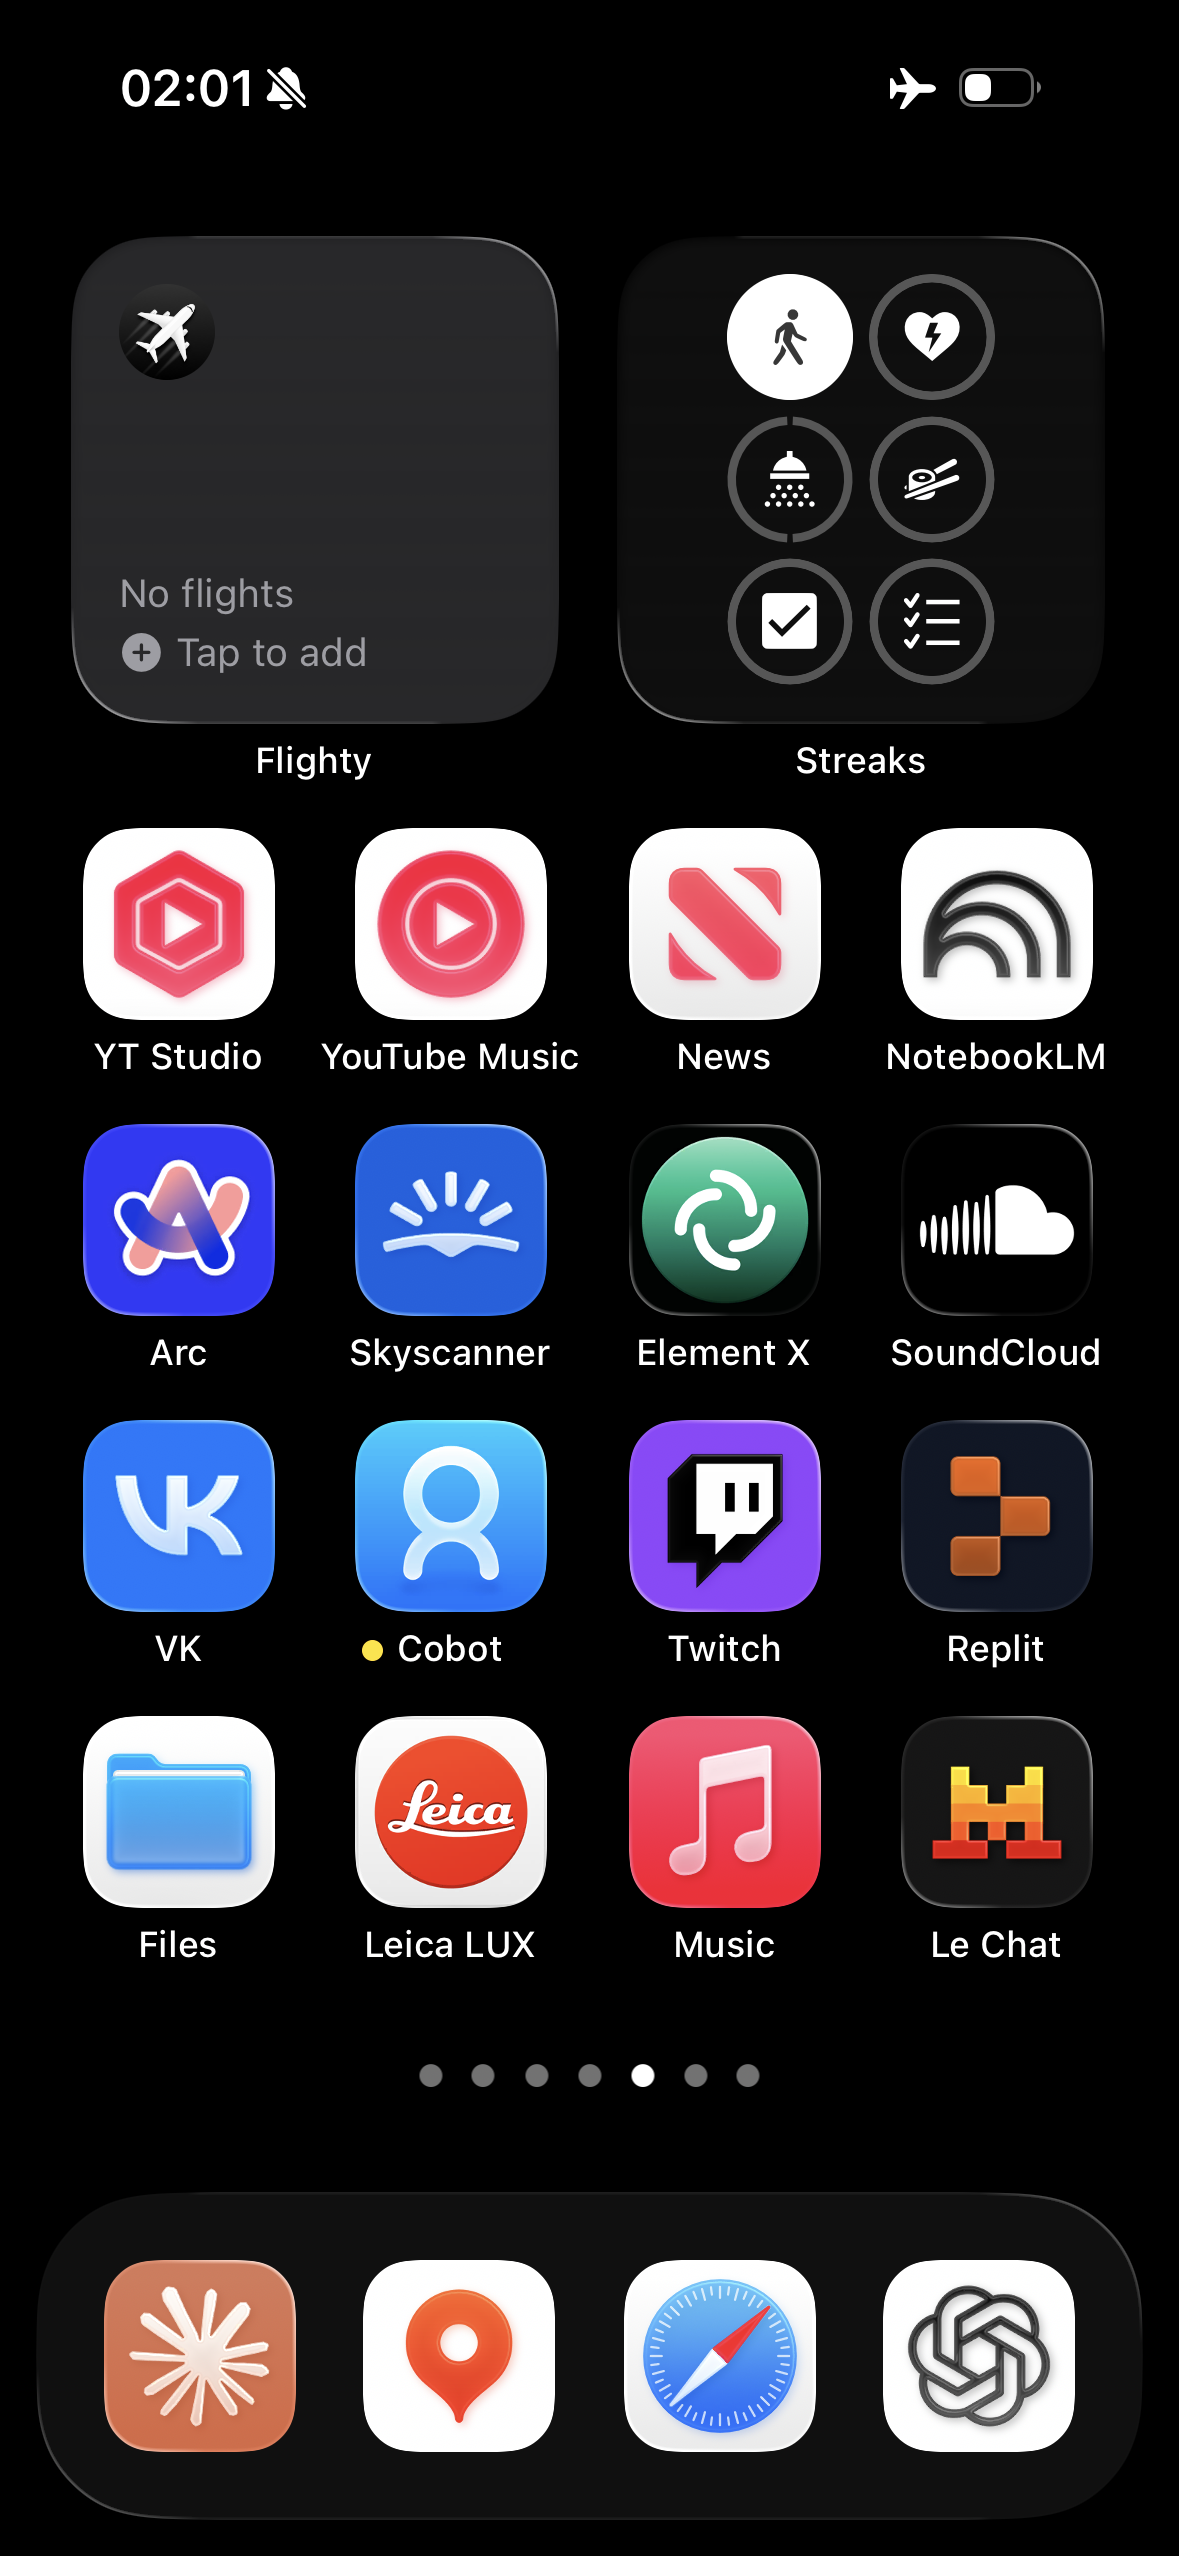 02:01
No flights
Tap to add
Flighty
Streaks
YT Studio
YouTube Music
News
NotebookLM
Arc
Skyscanner
Element X
SoundCloud
VK
VK
Cobot
Twitch
Replit
Leica
Files
Leica LUX
Music
Le Chat